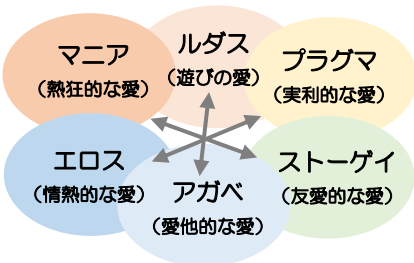 マニア
（熱狂的な愛）
ルダス
（遊びの愛）
プラグマ
（実利的な愛）
エロス
（情熱的な愛）
アガペ
（愛他的な愛）
ストーゲイ
（友愛的な愛）